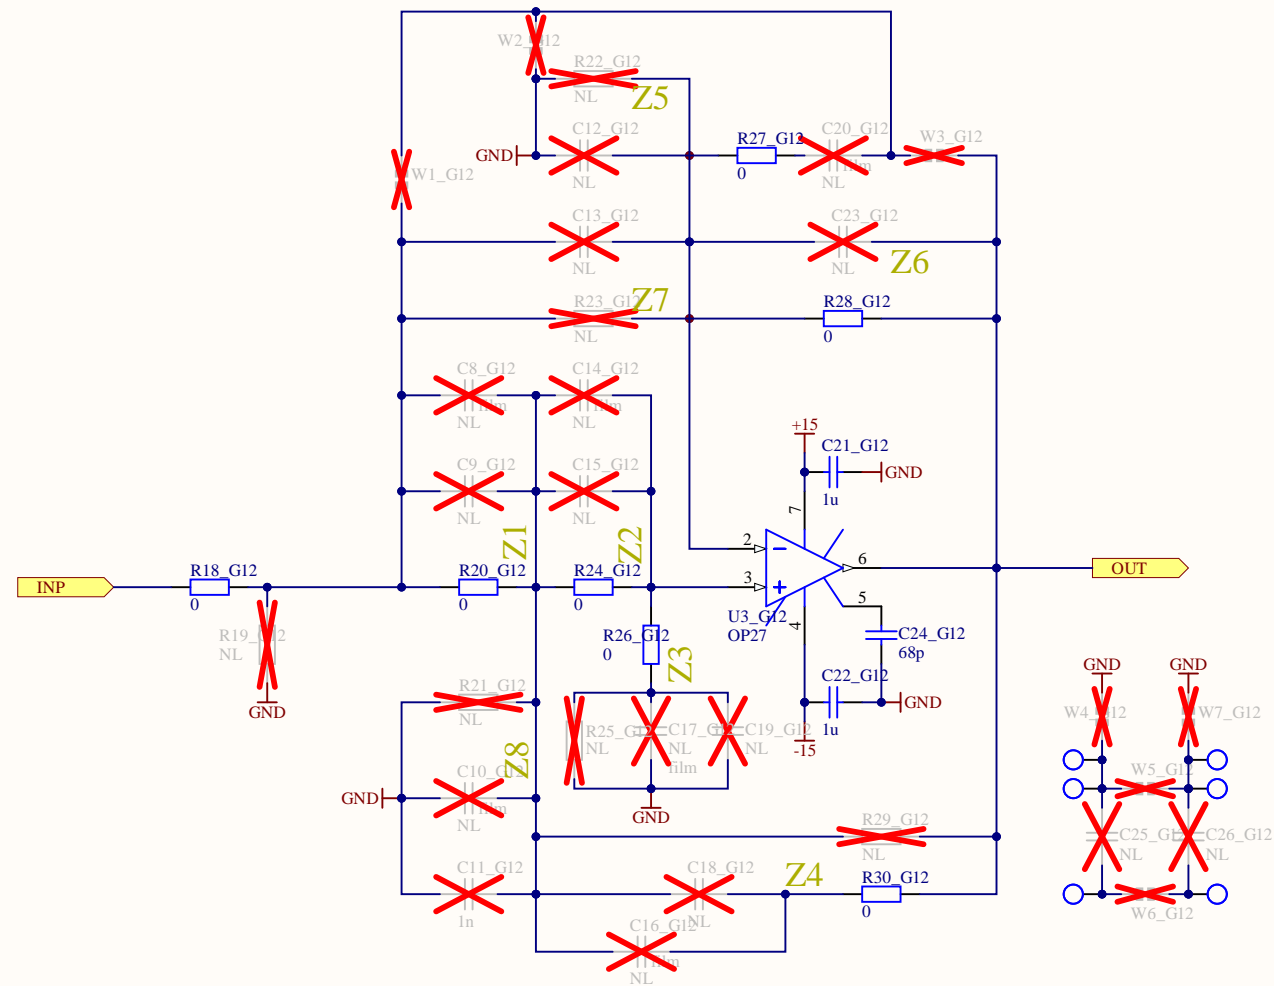 W2_G12
R22_G12
NL
Z5
C12_G12
GND
NL
R27_G12
0
C20_G12
film
NL
W3_G12
W1_G12
C13_G12
NL
C23_G12
NL
Z6
R23_G12
Z7
NL
R28_G12
0
C8_G12
film
NL
C14_G12
film
NL
+15
C21_G12
GND
1u
C9_G12
NL
C15_G12
NL
7
Z1
Z2
2
6
INP
R18_G12
0
R20_G12
0
R24_G12
0
3
OUT
5
U3_G12
OP27
4
C24_G12
68p
R19_G12
NL
GND
R26_G12
0
Z3
GND
GND
R21_G12
NL
C22_G12
GND
1u
-15
W4_G12
W7_G12
R25_G12
NL
C17_G12
NL
film
C19_G12
NL
Z8
C10_G12
film
NL
GND
GND
W5_G12
R29_G12
NL
C25_G12
NL
C26_G12
NL
C11_G12
1n
C18_G12
NL
Z4
R30_G12
0
W6_G12
C16_G12
film
NL